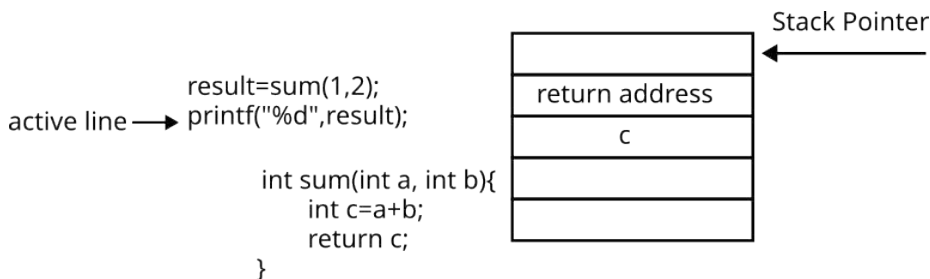 Stack Pointer
result=sum(1,2);
active line
printf("%d",result);
return address
c
int sum(int a, int b){
int c=a+b;
return c;
}